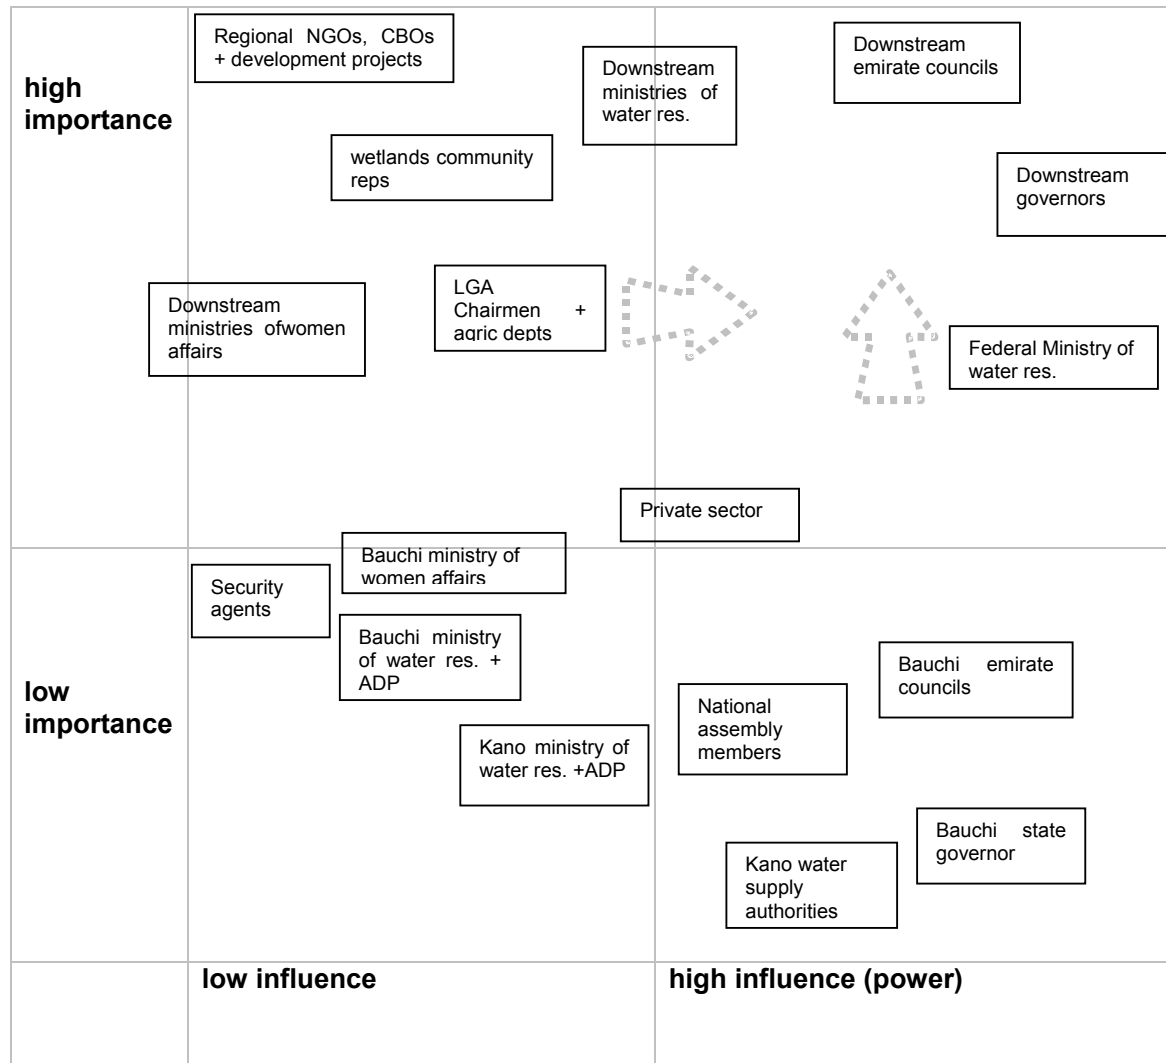 Regional NGOs, CBOs
+ development projects
Downstream
emirate councils
Downstream
ministries of
water res.
high
importance
wetlands community
reps
Downstream
governors
LGA
Chairmen +
agric depts
Downstream
ministries ofwomen
affairs
Federal Ministry of
water res.
Private sector
Bauchi ministry of
women affairs
Security
agents
Bauchi ministry
of water res. +
ADP
Bauchi emirate
councils
low
importance
National
assembly
members
Kano ministry of
water res. +ADP
Bauchi state
governor
Kano water
supply
authorities
low influence
high influence (power)